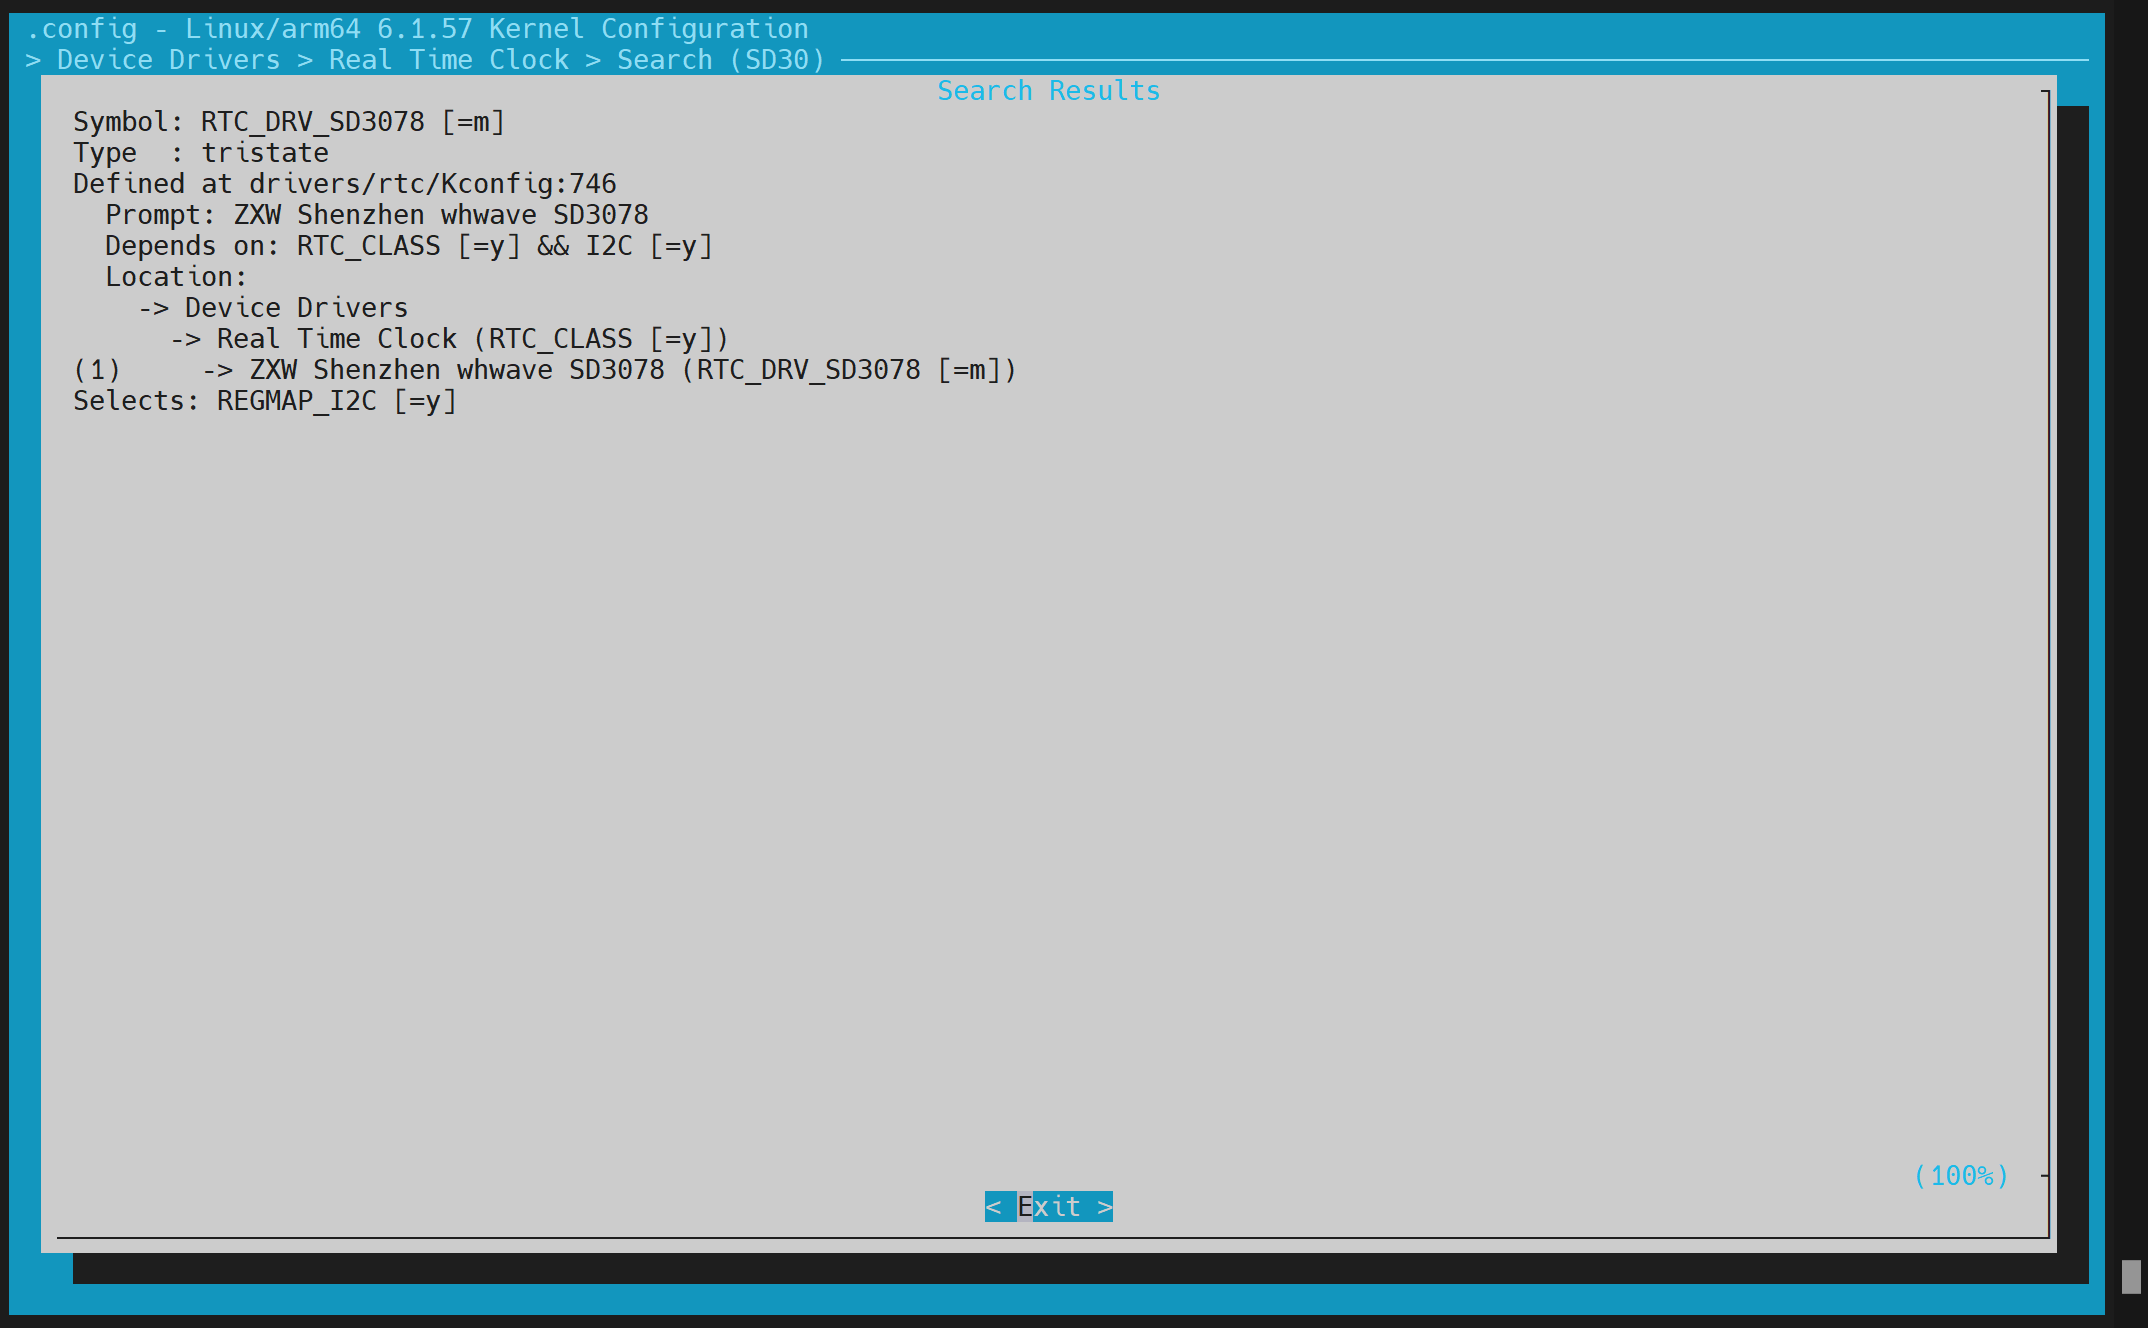 .config - Linux/arm64 6.1.57 Kernel Configuration
> Device Drivers > Real Time Clock > Search (SD30)
Search Results
Symbol: RTC_DRV_SD3078 [=m]
Type  : tristate
Defined at drivers/rtc/Kconfig:746
  Prompt: ZXW Shenzhen whwave SD3078
  Depends on: RTC_CLASS [=y] && I2C [=y]
  Location:
    -> Device Drivers
      -> Real Time Clock (RTC_CLASS [=y])
(1)     -> ZXW Shenzhen whwave SD3078 (RTC_DRV_SD3078 [=m])
Selects: REGMAP_I2C [=y]
(100%)
< Exit >